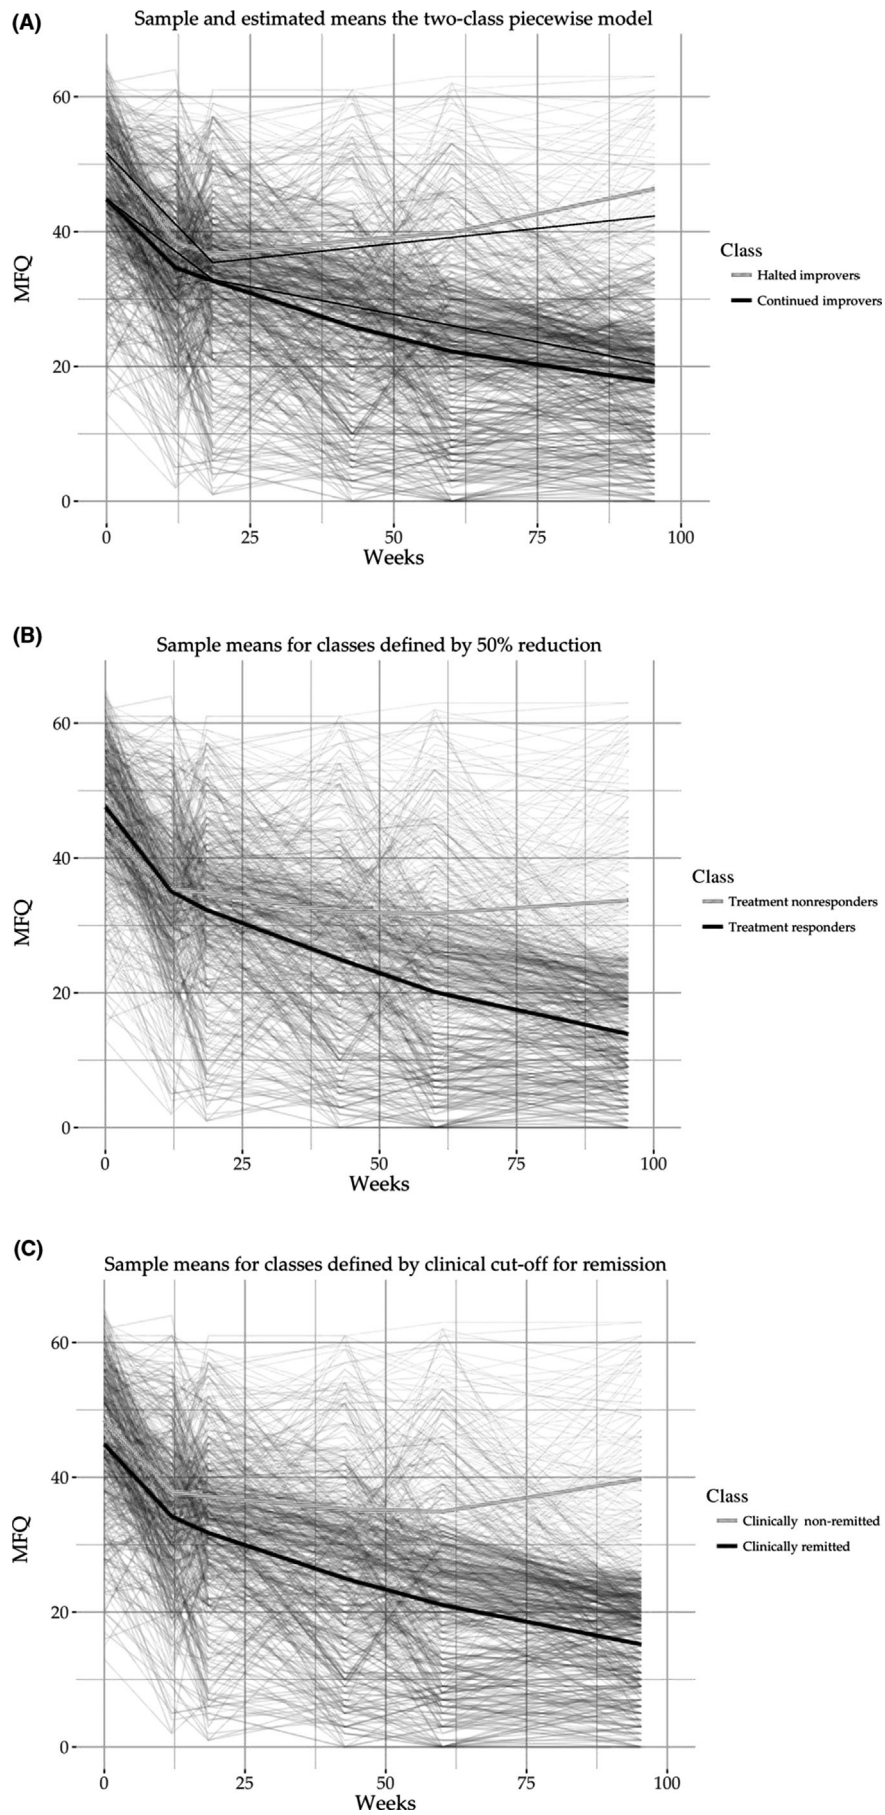 (A)
Sample and estimated means the two-class piecewise model
60
40
20
0
MFQ
0 25 50 75 100
Weeks
Class
Halted improvers
Continued improvers
(B)
Sample means for classes defined by 50% reduction
60
40
20
0
MFQ
0 25 50 75 100
Weeks
Class
Treatment nonresponders
Treatment responders
(C)
Sample means for classes defined by clinical cut-off for remission
60
40
20
0
MFQ
0 25 50 75 100
Weeks
Class
Clinically non-remitted
Clinically remitted